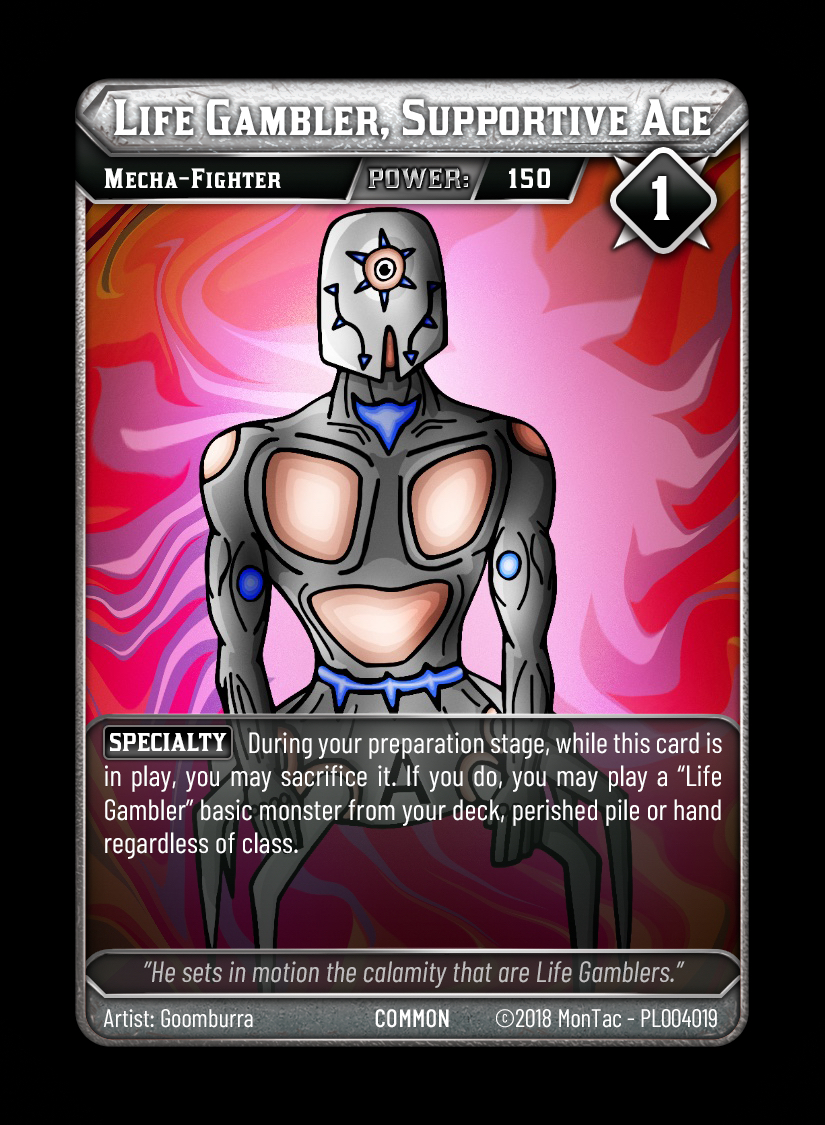 Life Gambler, Supportive Ace
Mecha-Fighter POWER: 150
1
SPECIALTY During your preparation stage, while this card is
in play, you may sacrifice it. If you do, you may play a “Life
Gambler” basic monster from your deck, perished pile or hand
regardless of class.
A
“He sets in motion the calamity that are Life Gamblers.”
Artist: Goomburra COMMON ©2018 MonTac - PL004019